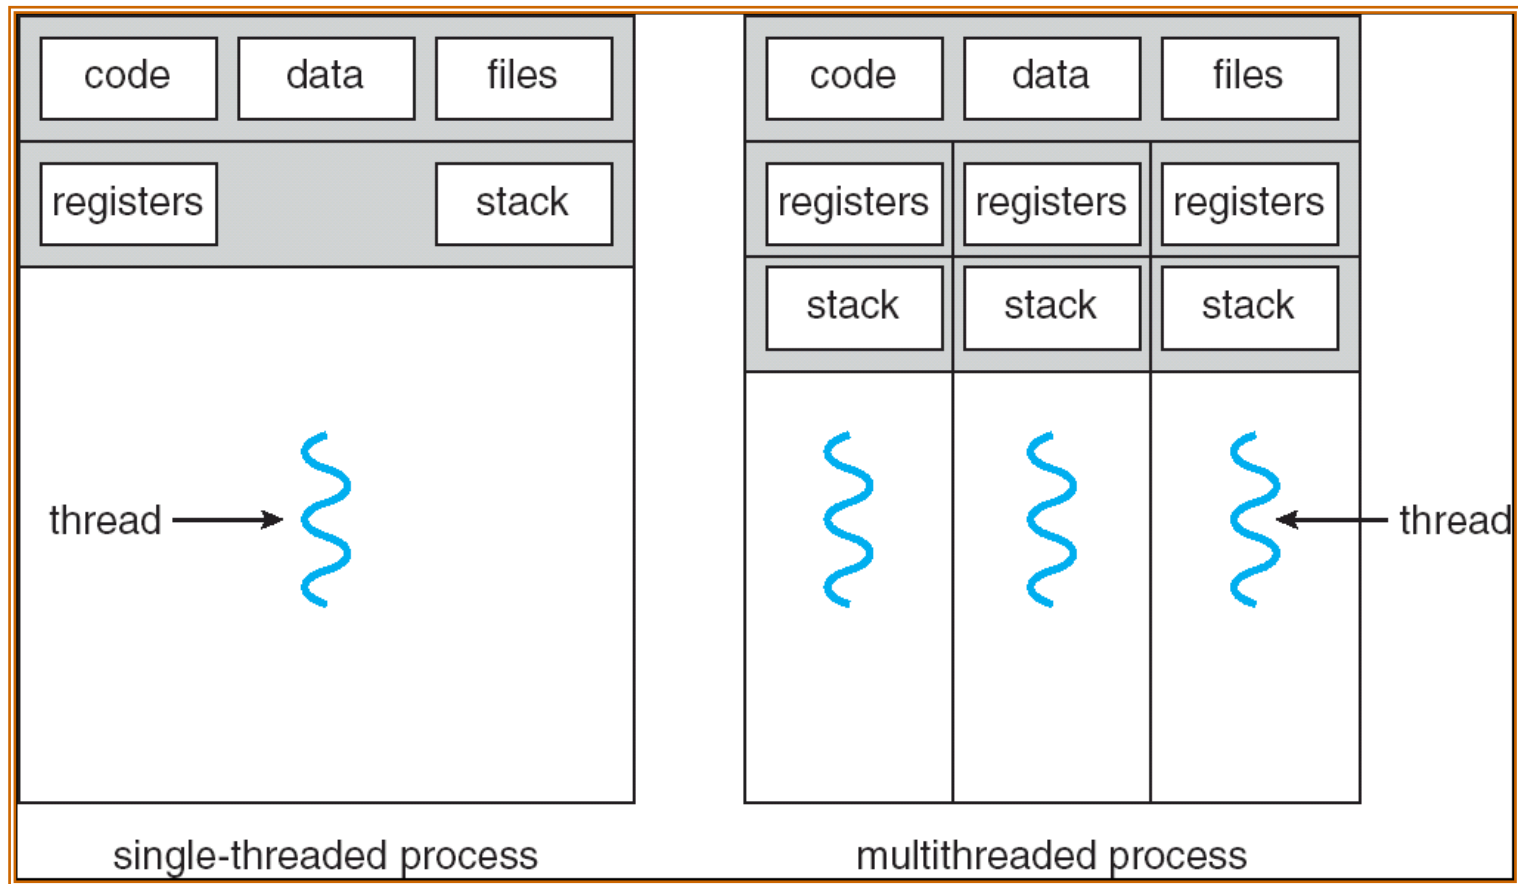 code data files
registers stack
thread
single-threaded process
code data files
registers registers registers
stack stack stack
thread
multithreaded process